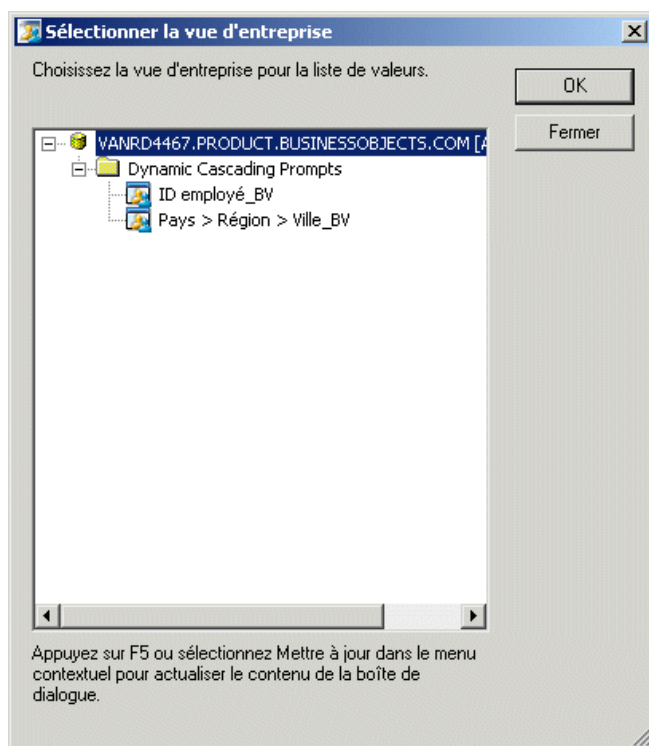 Sélectionner la vue d'entreprise
Choisissez la vue d'entreprise pour la liste de valeurs.
OK
Fermer
VANRD4467.PRODUCT.BUSINESSOBJECTS.COM [A
Dynamic Cascading Prompts
ID employé_BV
Pays > Région > Ville_BV
Appuyez sur F5 ou sélectionnez Mettre à jour dans le menu
contextuel pour actualiser le contenu de la boîte de
dialogue.